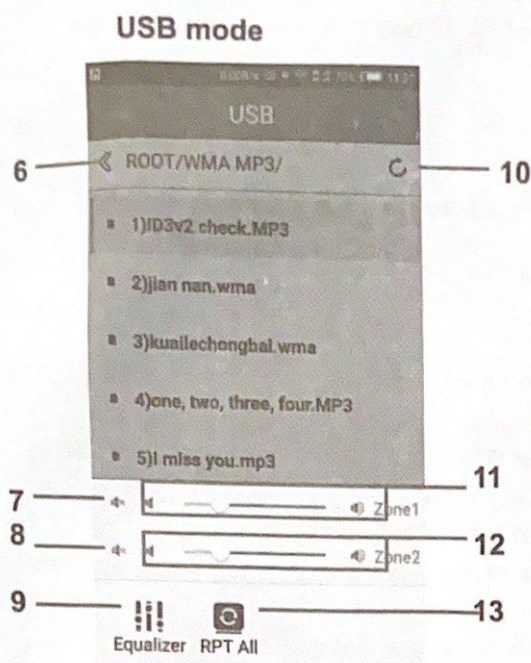 USB mode
USB
6
ROOT/WMA MP3/
10
1)ID3v2 check.MP3
2)jian nan.wma
3)kuailechongbai.wma
4)one, two, three, four.MP3
5)I miss you.mp3
11
7
Zone1
8
Zone2
12
9
13
Equalizer RPT All